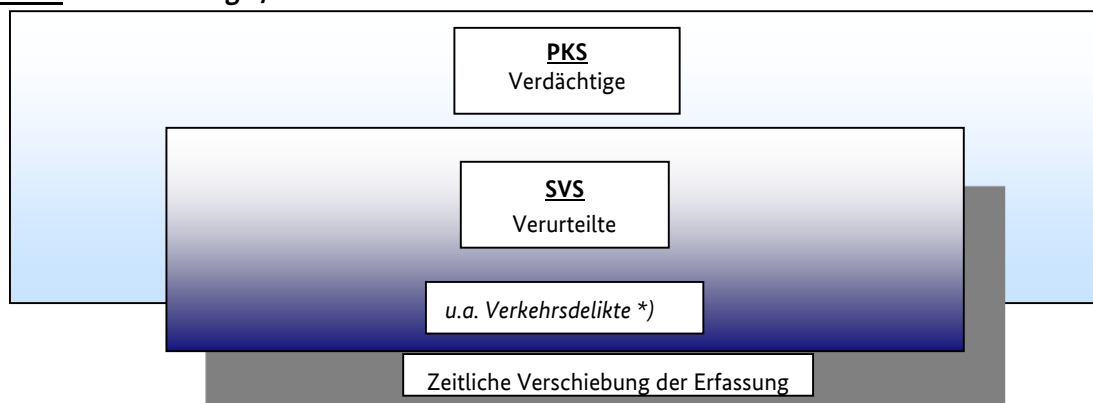 PKS
Verdächtige
SVS
Verurteilte
u.a. Verkehrsdelikte *)
Zeitliche Verschiebung der Erfassung